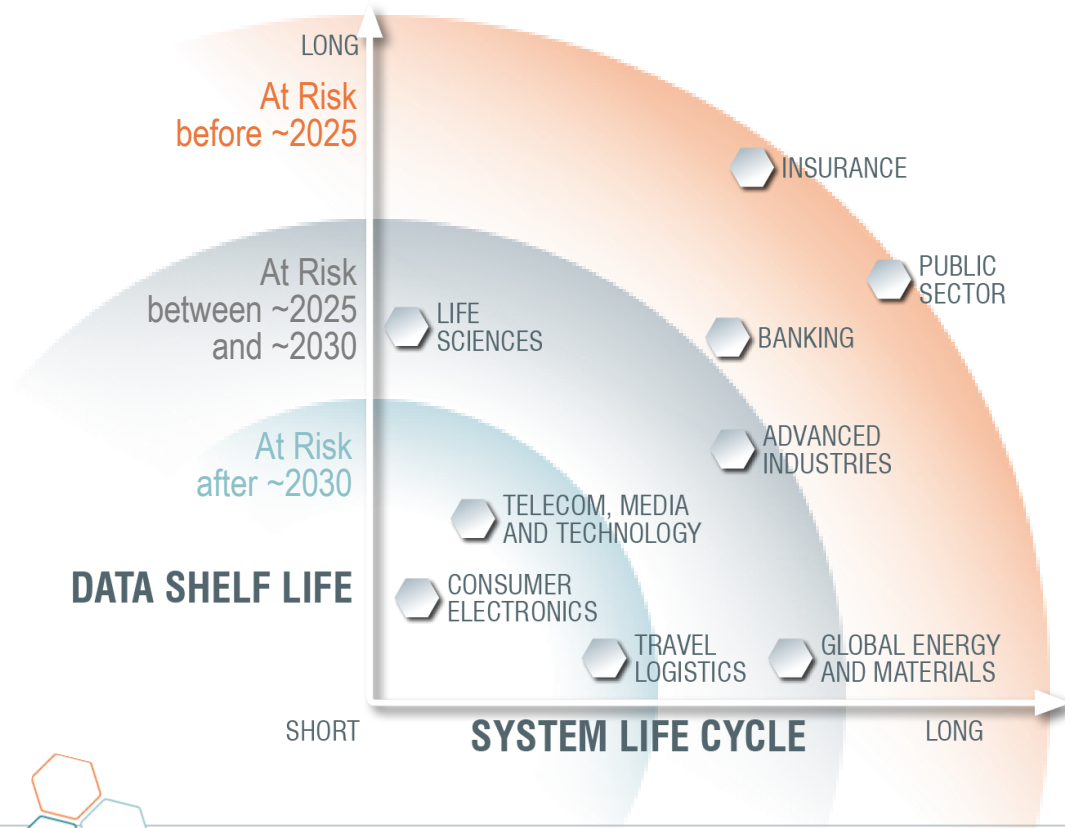 LONG
At Risk
before ~2025
INSURANCE
PUBLIC
SECTOR
At Risk
between ~2025
and ~2030
LIFE
SCIENCES
BANKING
ADVANCED
INDUSTRIES
At Risk
after ~2030
TELECOM, MEDIA
AND TECHNOLOGY
DATA SHELF LIFE
CONSUMER
ELECTRONICS
TRAVEL
LOGISTICS
GLOBAL ENERGY
AND MATERIALS
SHORT
SYSTEM LIFE CYCLE
LONG